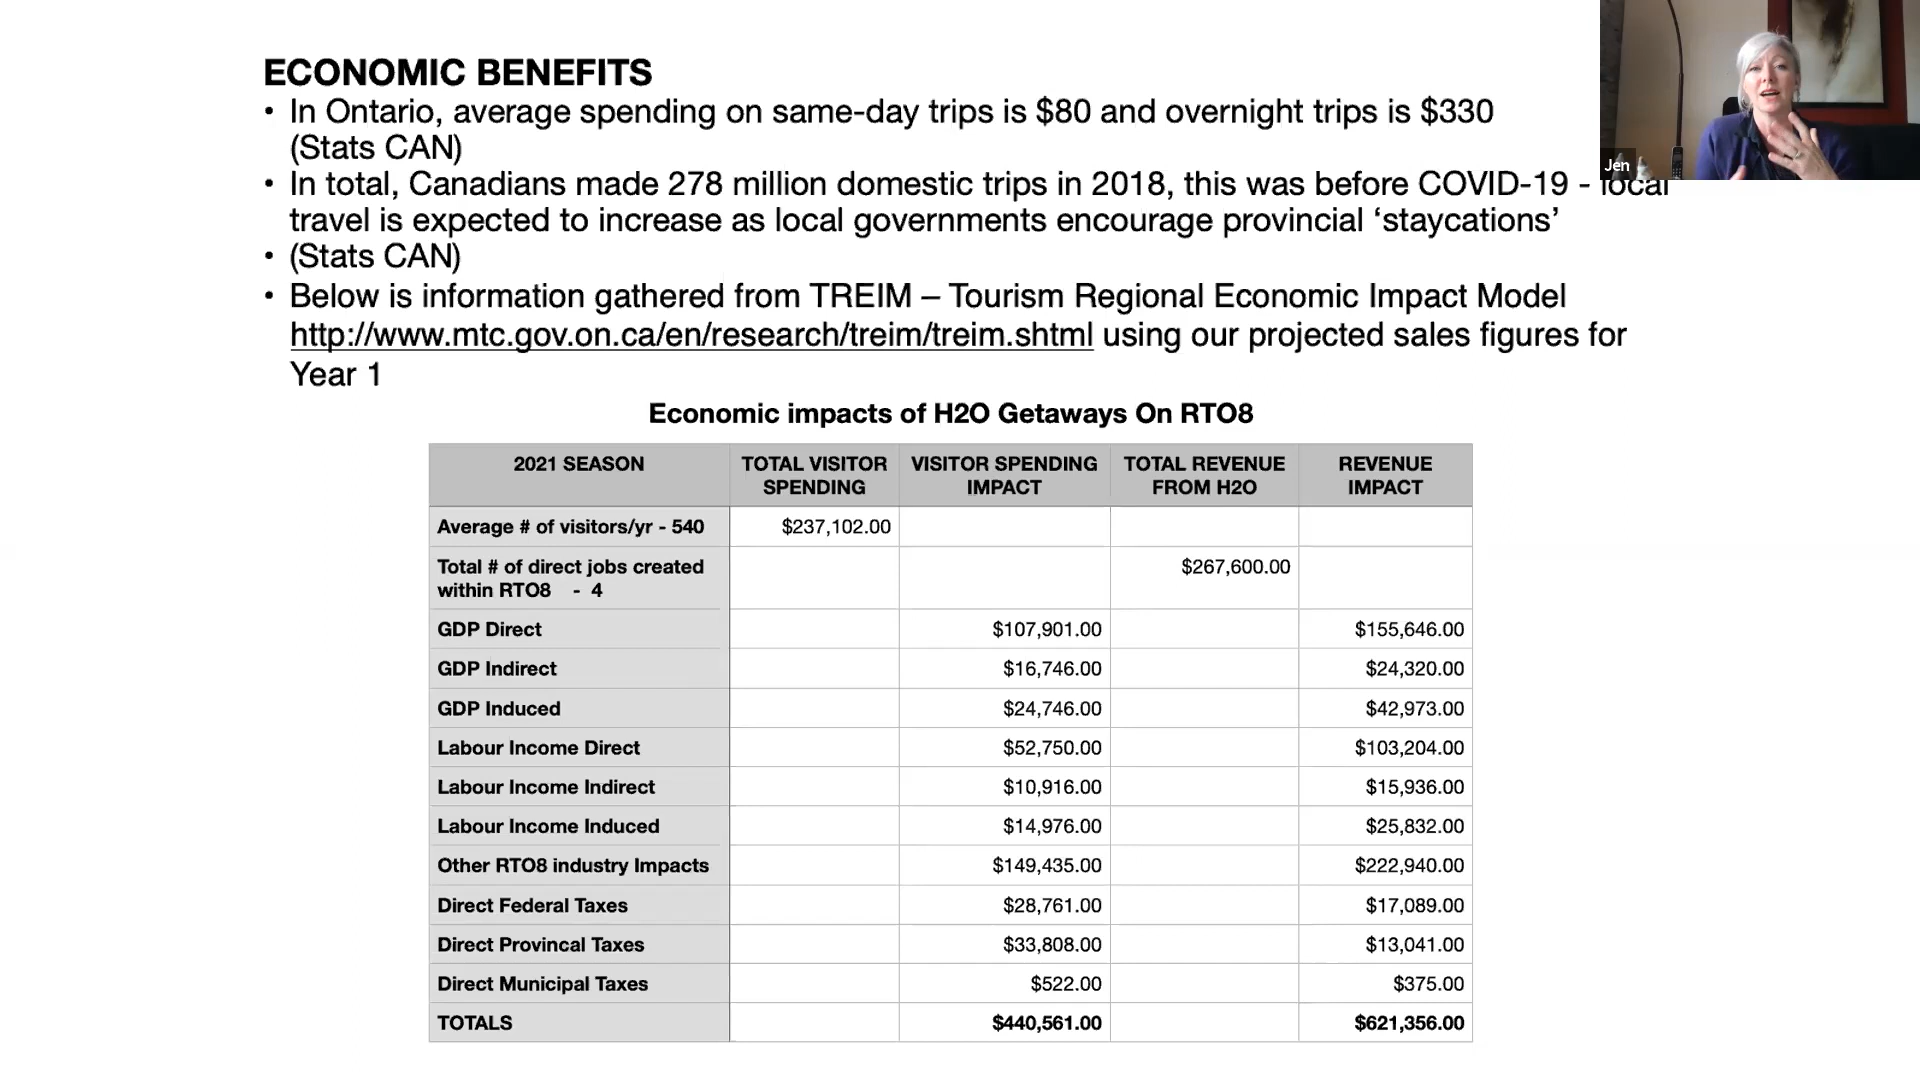 ECONOMIC BENEFITS
• In Ontario, average spending on same-day trips is $80 and overnight trips is $330
(Stats CAN)
• In total, Canadians made 278 million domestic trips in 2018, this was before COVID-19 - local
travel is expected to increase as local governments encourage provincial ‘staycations’
• (Stats CAN)
• Below is information gathered from TREIM – Tourism Regional Economic Impact Model
http://www.mtc.gov.on.ca/en/research/treim/treim.shtml using our projected sales figures for
Year 1
Jen
Economic impacts of H2O Getaways On RTO8
2021 SEASON TOTAL VISITOR SPENDING VISITOR SPENDING IMPACT TOTAL REVENUE FROM H2O REVENUE IMPACT
Average # of visitors/yr - 540 $237,102.00
Total # of direct jobs created
within RTO8 - 4 $267,600.00
GDP Direct $107,901.00 $155,646.00
GDP Indirect $16,746.00 $24,320.00
GDP Induced $24,746.00 $42,973.00
Labour Income Direct $52,750.00 $103,204.00
Labour Income Indirect $10,916.00 $15,936.00
Labour Income Induced $14,976.00 $25,832.00
Other RTO8 industry Impacts $149,435.00 $222,940.00
Direct Federal Taxes $28,761.00 $17,089.00
Direct Provincal Taxes $33,808.00 $13,041.00
Direct Municipal Taxes $522.00 $375.00
TOTALS $440,561.00 $621,356.00